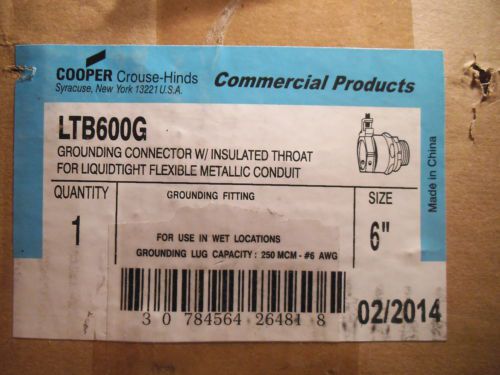 COOPER Crouse-Hinds
Syracuse, New York 13221 U.S.A.
Commercial Products
LTB600G
GROUNDING CONNECTOR W/ INSULATED THROAT
FOR LIQUIDTIGHT FLEXIBLE METALLIC CONDUIT
Made in China
QUANTITY
1
GROUNDING FITTING
SIZE
6"
FOR USE IN WET LOCATIONS
GROUNDING LUG CAPACITY : 250 MCM - #6 AWG
3 0 784564 26481 8
02/2014